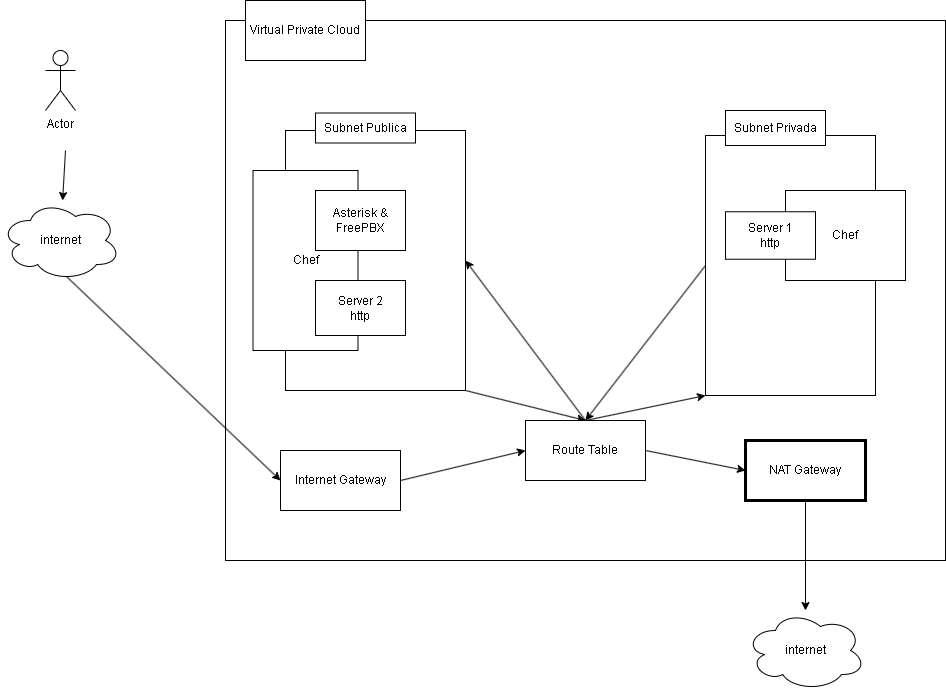 Virtual Private Cloud
Actor
internet
Subnet Publica
Asterisk &
FreePBX
Chef
Server 2
http
Subnet Privada
Server 1
http
Chef
Internet Gateway
Route Table
NAT Gateway
internet